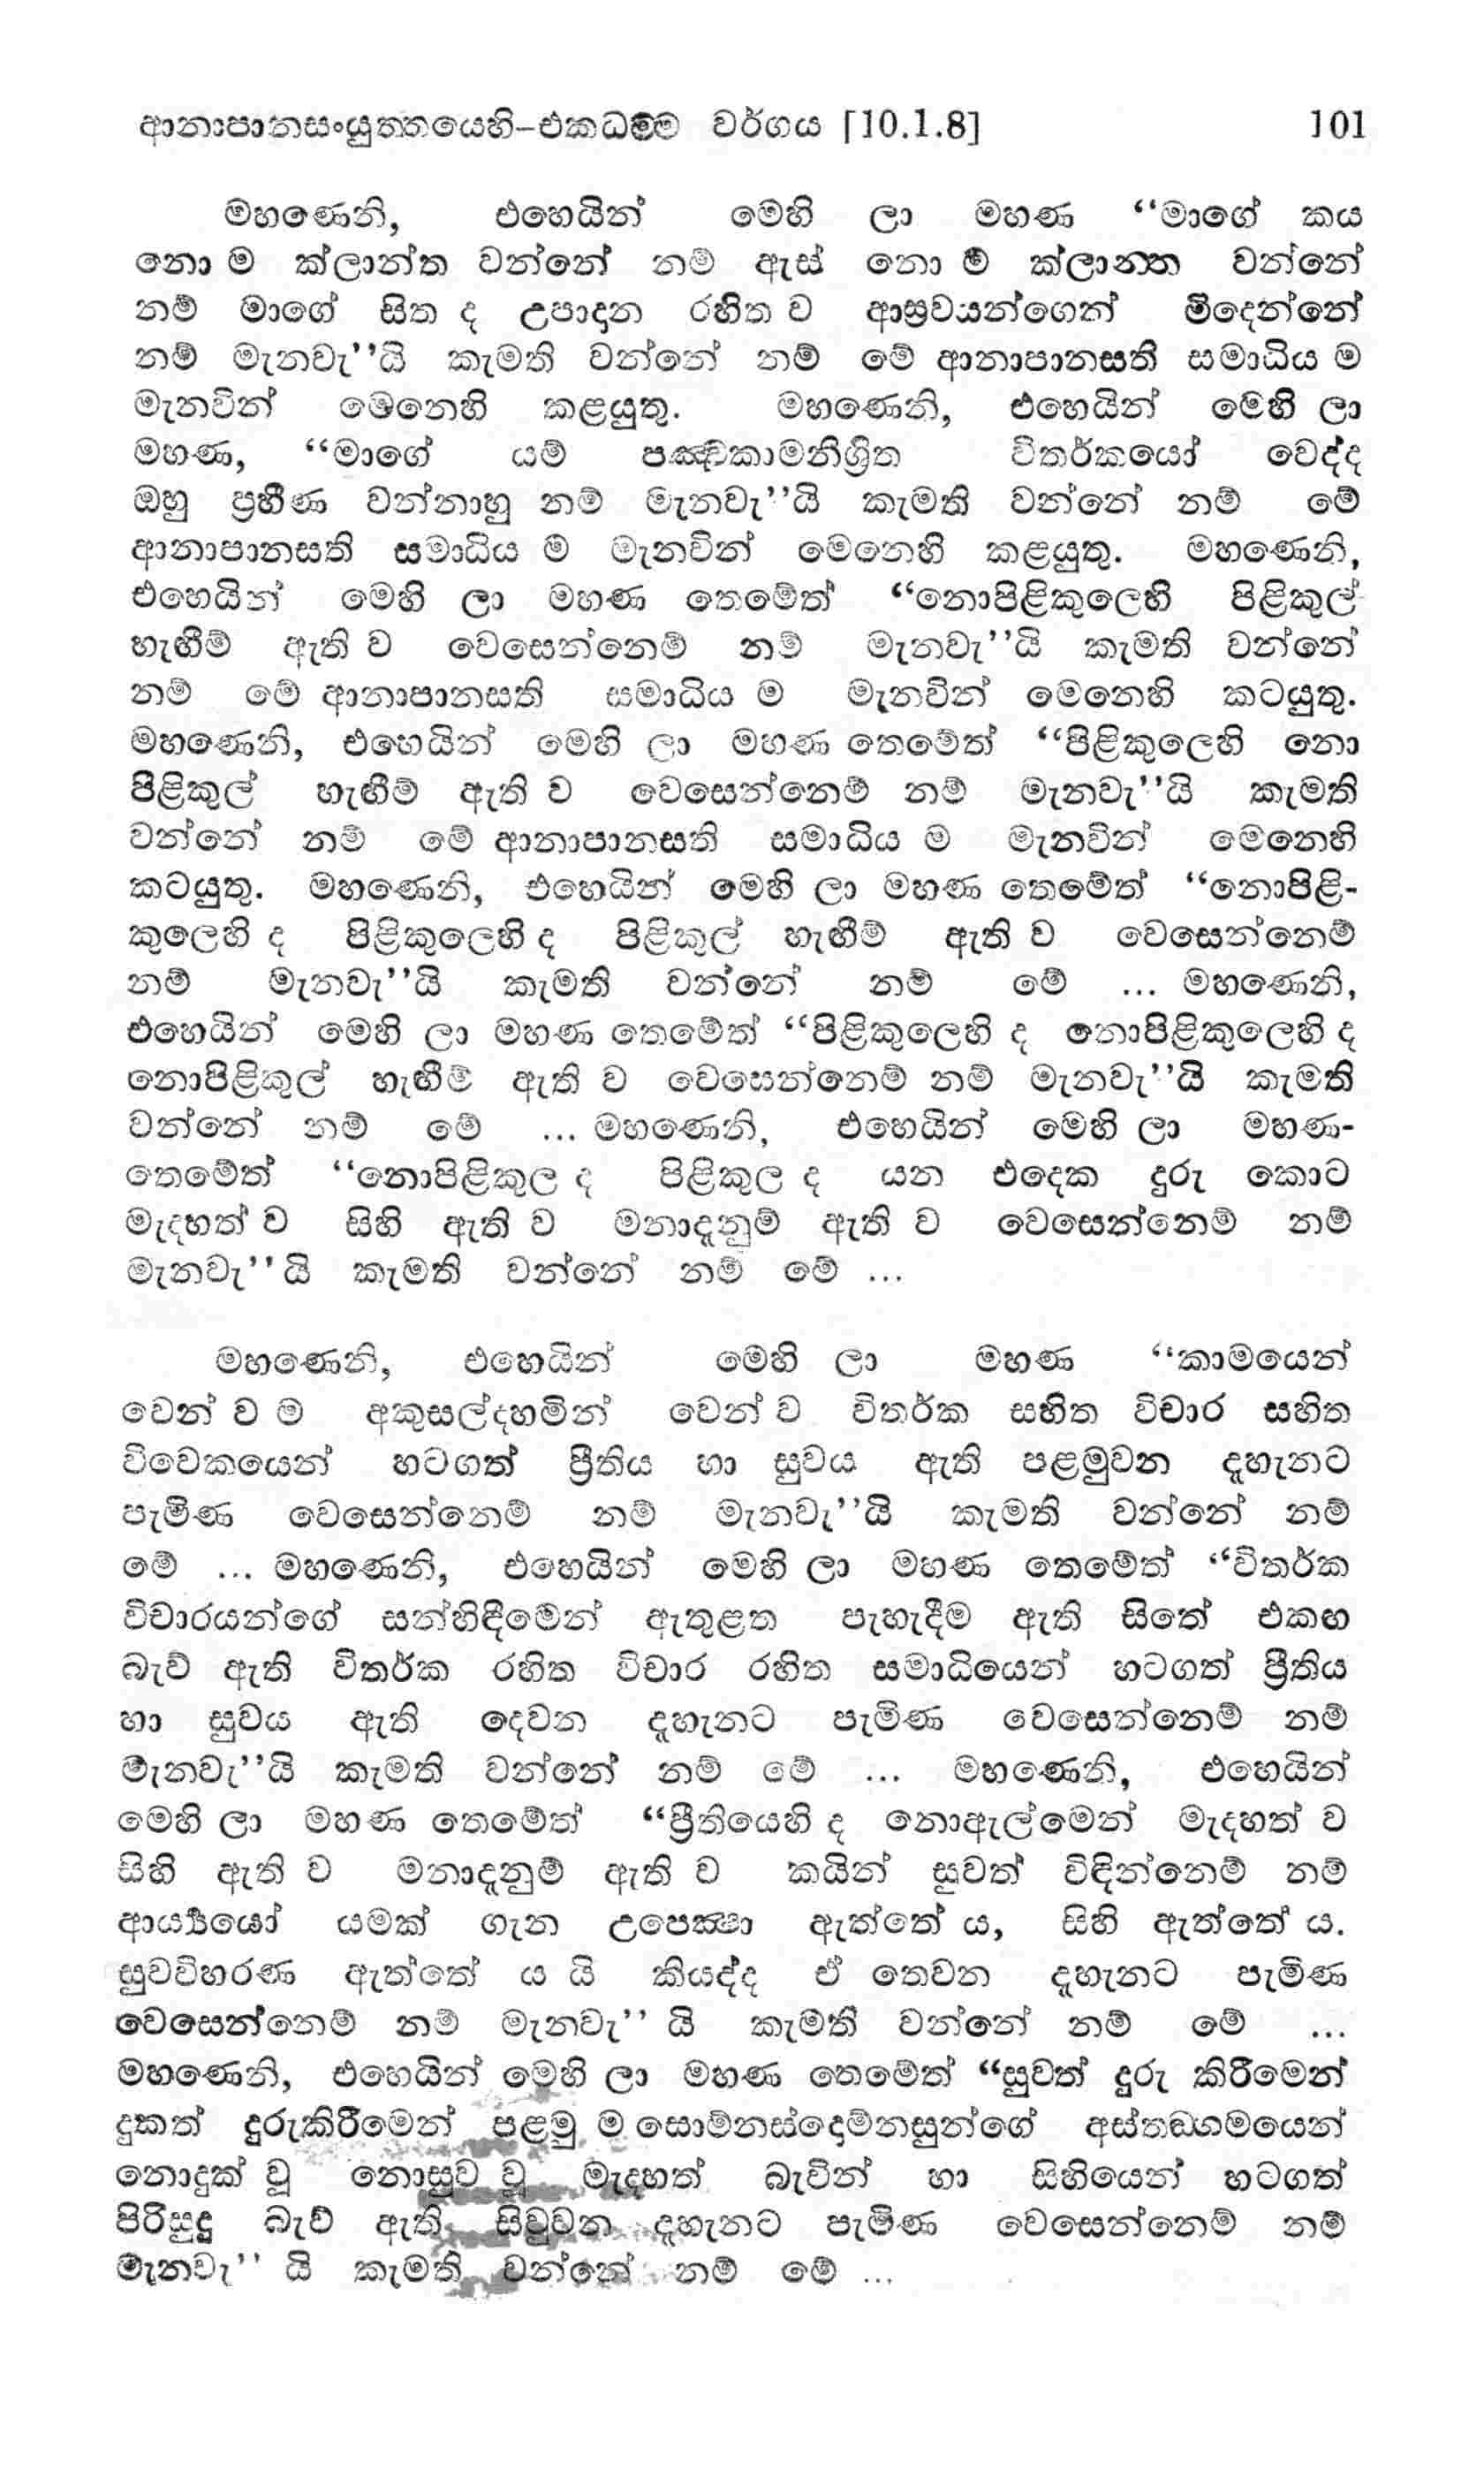 ආනාපානසංයුත්තයෙහි–එකධම්ම වර්ගය [10.1.8] 101
මහණෙනි, එහෙයින් මෙහි ලා මහණ “මාගේ කය
නො ම ක්ලාන්ත වන්නේ නම් ඇස් නො ම ක්ලාන්ත වන්නේ
නම් මාගේ සිත ද උපාදාන රහිත ව ආස්‍රවයන්ගෙන් මිදෙන්නේ
නම් මැනවැ”යි කැමති වන්නේ නම් මේ ආනාපානසති සමාධිය ම
මැනවින් මෙනෙහි කළයුතු. මහණෙනි, එහෙයින් මෙහි ලා
මහණ, “මාගේ යම් පඤ්චකාමනිශ්‍රිත විතර්කයෝ වෙද්ද
ඔහු ප්‍රහීණ වන්නාහු නම් මැනවැ”යි කැමති වන්නේ නම් මේ
ආනාපානසති සමාධිය ම මැනවින් මෙනෙහි කළයුතු. මහණෙනි,
එහෙයින් මෙහි ලා මහණ තෙමේත් “නොපිළිකුලෙහි පිළිකුල්
හැඟීම් ඇති ව වෙසෙන්නෙම් නම් මැනවැ”යි කැමති වන්නේ
නම් මේ ආනාපානසති සමාධිය ම මැනවින් මෙනෙහි කටයුතු.
මහණෙනි, එහෙයින් මෙහි ලා මහණ තෙමේත් “පිළිකුලෙහි නො
පිළිකුල් හැඟීම් ඇති ව වෙසෙන්නෙම් නම් මැනවැ”යි කැමති
වන්නේ නම් මේ ආනාපානසති සමාධිය ම මැනවින් මෙනෙහි
කටයුතු. මහණෙනි, එහෙයින් මෙහි ලා මහණ තෙමේත් “නොපිළි-
කුලෙහි ද පිළිකුලෙහි ද පිළිකුල් හැඟීම් ඇති ව වෙසෙන්නෙම්
නම් මැනවැ”යි කැමති වන්නේ නම් මේ ... මහණෙනි,
එහෙයින් මෙහි ලා මහණ තෙමේත් “පිළිකුලෙහි ද නොපිළිකුලෙහි ද
නොපිළිකුල් හැඟීම් ඇති ව වෙසෙන්නෙම් නම් මැනවැ”යි කැමති
වන්නේ නම් මේ ... මහණෙනි, එහෙයින් මෙහි ලා මහණ-
තෙමේත් “නොපිළිකුල ද පිළිකුල ද යන එදෙක දුරු කොට
මැදහත් ව සිහි ඇති ව මනාදැනුම් ඇති ව වෙසෙන්නෙම් නම්
මැනවැ” යි කැමති වන්නේ නම් මේ ...
මහණෙනි, එහෙයින් මෙහි ලා මහණ “කාමයෙන්
වෙන් ව ම අකුසල්දහමින් වෙන් ව විතර්ක සහිත විචාර සහිත
විවෙකයෙන් හටගත් ප්‍රීතිය හා සුවය ඇති පළමුවන දැහැනට
පැමිණ වෙසෙන්නෙම් නම් මැනවැ”යි කැමති වන්නේ නම්
මේ ... මහණෙනි, එහෙයින් මෙහි ලා මහණ තෙමේත් “විතර්ක
විචාරයන්ගේ සන්හිඳීමෙන් ඇතුළත පැහැදීම ඇති සිතේ එකඟ
බැව් ඇති විතර්ක රහිත විචාර රහිත සමාධියෙන් හටගත් ප්‍රීතිය
හා සුවය ඇති දෙවන දැහැනට පැමිණ වෙසෙන්නෙම් නම්
මැනවැ”යි කැමති වන්නේ නම් මේ ... මහණෙනි, එහෙයින්
මෙහි ලා මහණ තෙමේත් “ප්‍රීතියෙහි ද නොඇල්මෙන් මැදහත් ව
සිහි ඇති ව මනාදැනුම් ඇති ව කයින් සුවත් විඳින්නෙම් නම්
ආර්‍ය්‍යයෝ යමක් ගැන උපෙක්‍ෂා ඇත්තේ ය, සිහි ඇත්තේ ය.
සුවවිහරණ ඇත්තේ ය යි කියද්ද ඒ තෙවන දැහැනට පැමිණ
වෙසෙන්නෙම් නම් මැනවැ” යි කැමති වන්නේ නම් මේ ...
මහණෙනි, එහෙයින් මෙහි ලා මහණ තෙමේත් “සුවත් දුරු කිරීමෙන්
දුකත් දුරුකිරීමෙන් පළමු ම සොම්නස්දොම්නසුන්ගේ අස්තඞ්ගමයෙන්
නොදුක් වූ නොසුව වූ මැදහත් බැවින් හා සිහියෙන් හටගත්
පිරිසුදු බැව් ඇති සිවුවන දැහැනට පැමිණ වෙසෙන්නෙම් නම්
මැනවැ” යි කැමති වන්නේ නම් මේ ...